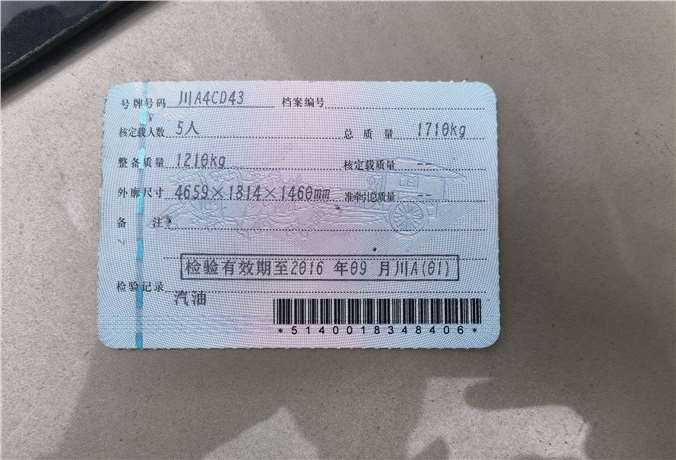 号牌号码 川A4CD43 档案编号
核定载人数 5人 总质量 1710kg
整备质量 1210kg 核定载质量
外廓尺寸 4659×1814×1460mm 准牵引总质量
备注
检验有效期至2016年09月川A(01)
检验记录
汽油
*5140018348406*